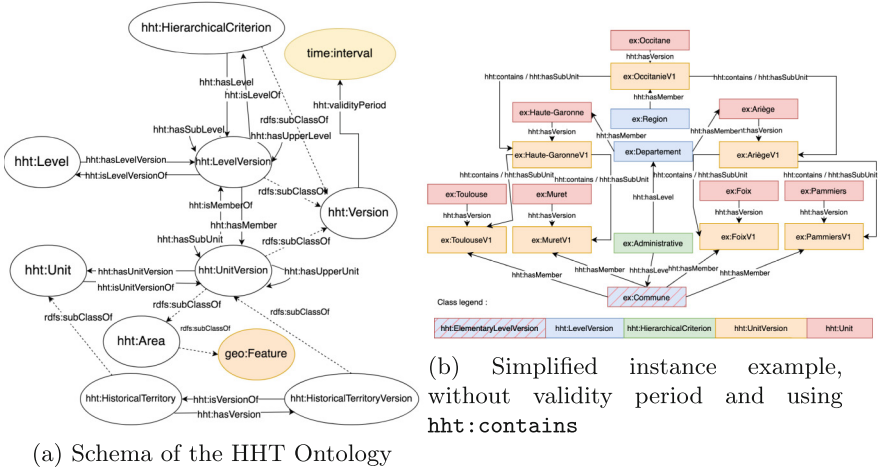 hht:HierarchicalCriterion
time:interval
hht:hasLevel
hht:isLevelOf
hht:validityPeriod
rdfs:subClassOf
hht:hasSubLevel
hht:hasUpperLevel
hht:Level
hht:hasLevelVersion
hht:isLevelVersionOf
hht:LevelVersion
rdfs:subClassOf
hht:isMemberOf
hht:hasMember
hht:Version
hht:hasSubUnit
rdfs:subClassOf
hht:Unit
hht:hasUnitVersion
hht:isUnitVersionOf
hht:UnitVersion
hht:hasUpperUnit
rdfs:subClassOf
rdfs:subClassOf
rdfs:subClassOf
hht:Area
geo:Feature
hht:HistoricalTerritory
hht:isVersionOf
hht:hasVersion
hht:HistoricalTerritoryVersion
(a) Schema of the HHT Ontology
ex:Occitane
hht:hasVersion
ex:OccitanieV1
hht:contains / hht:hasSubUnit
hht:contains / hht:hasSubUnit
hht:hasMember
ex:Haute-Garonne
ex:Region
ex:Ariège
hht:hasVersion
hht:hasMember
hht:hasMember
hht:hasVersion
ex:Haute-GaronneV1
ex:Departement
ex:AriègeV1
hht:contains / hht:hasSubUnit
hht:contains / hht:hasSubUnit
hht:contains / hht:hasSubUnit
hht:contains / hht:hasSubUnit
ex:Toulouse
ex:Muret
hht:hasLevel
ex:Foix
ex:Pammiers
hht:hasVersion
hht:hasVersion
hht:hasVersion
hht:hasVersion
ex:ToulouseV1
ex:MuretV1
ex:Administrative
ex:FoixV1
ex:PammiersV1
hht:hasMember
hht:hasMember
hht:hasLeve
hht:hasMember
hht:hasMember
ex:Commune
Class legend :
hht:ElementaryLevelVersion
hht:LevelVersion
hht:HierarchicalCriterion
hht:UnitVersion
hht:Unit
(b) Simplified instance example,
without validity period and using
hht:contains